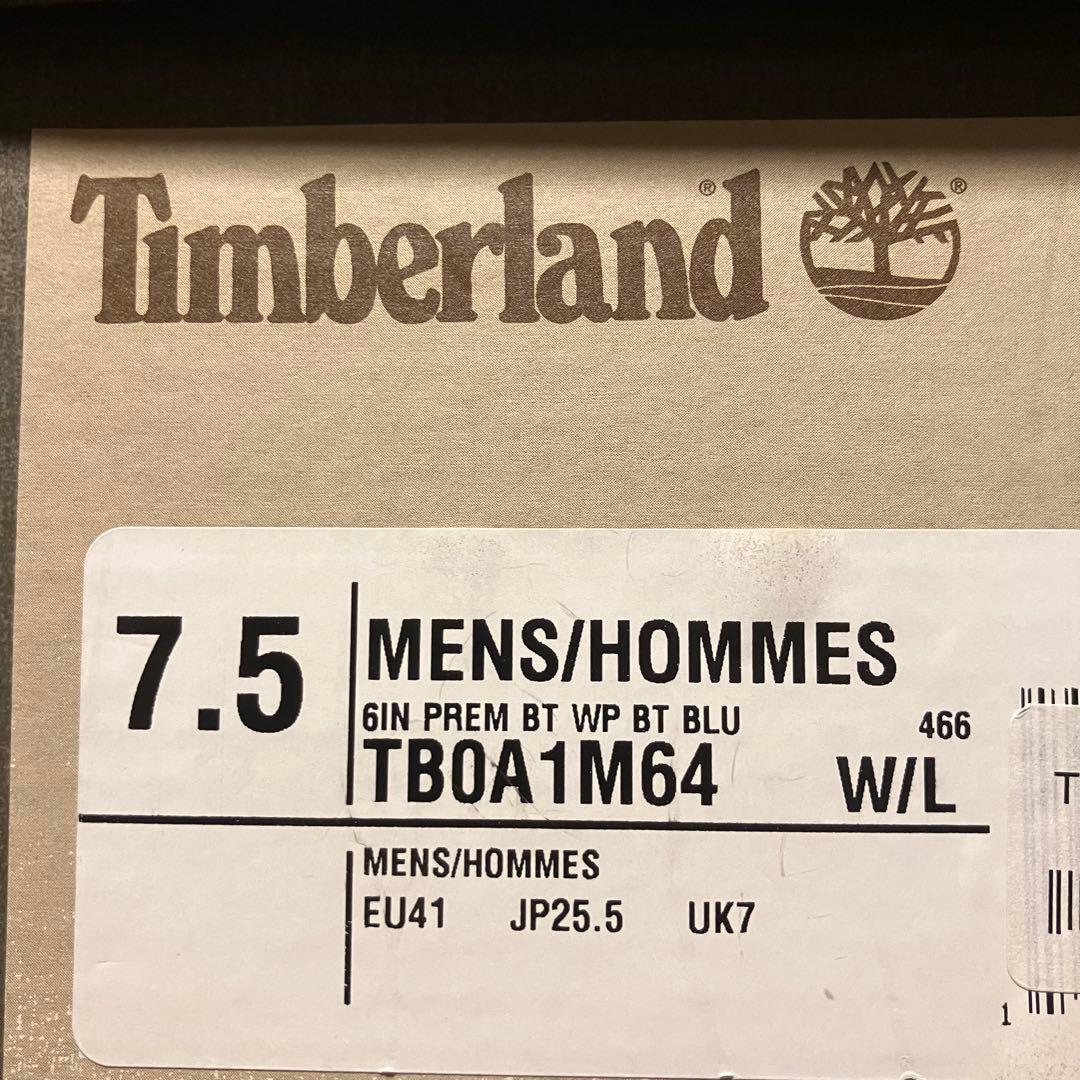 Timberland® ®
7.5
MENS/HOMMES
6IN PREM BT WP BT BLU 466
TB0A1M64 W/L
T
MENS/HOMMES
EU41 JP25.5 UK7
1